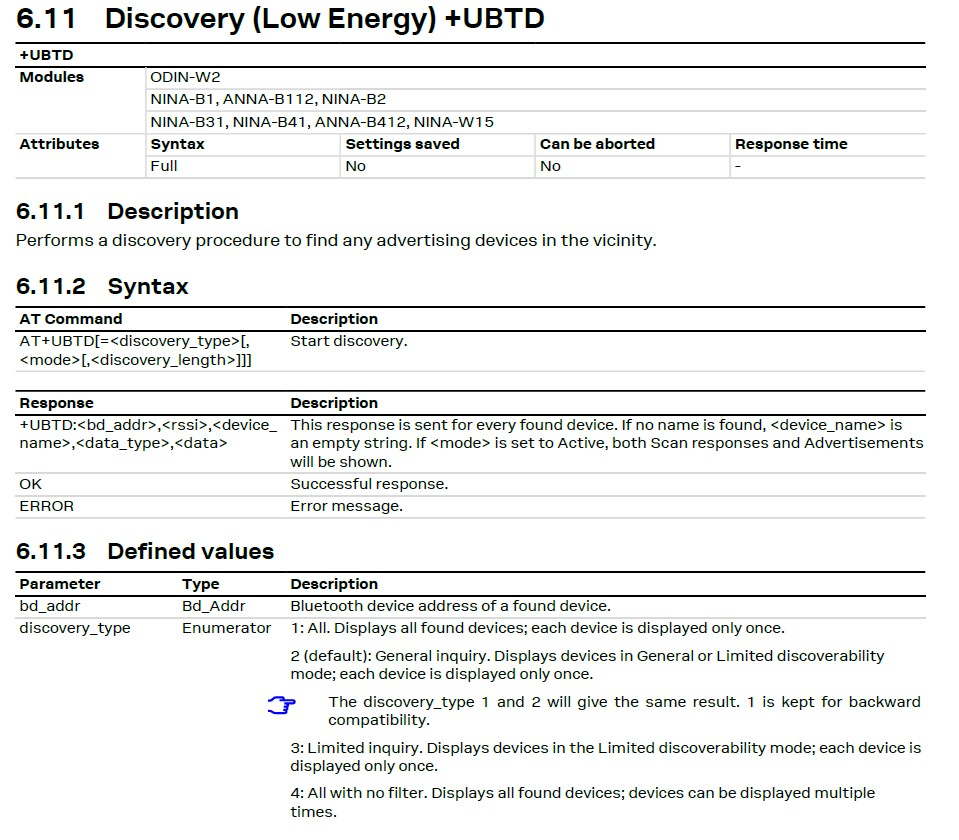 6.11 Discovery (Low Energy) +UBTD
+UBTD
Modules ODIN-W2
NINA-B1, ANNA-B112, NINA-B2
NINA-B31, NINA-B41, ANNA-B412, NINA-W15
Attributes Syntax Settings saved Can be aborted Response time
Full No No -
6.11.1 Description
Performs a discovery procedure to find any advertising devices in the vicinity.
6.11.2 Syntax
AT Command Description
AT+UBTD[=<discovery_type>[, Start discovery.
<mode>[,<discovery_length>]]]
Response Description
+UBTD:<bd_addr>,<rssi>,<device_ This response is sent for every found device. If no name is found, <device_name> is
name>,<data_type>,<data> an empty string. If <mode> is set to Active, both Scan responses and Advertisements
will be shown.
OK Successful response.
ERROR Error message.
6.11.3 Defined values
Parameter Type Description
bd_addr Bd_Addr Bluetooth device address of a found device.
discovery_type Enumerator 1: All. Displays all found devices; each device is displayed only once.
2 (default): General inquiry. Displays devices in General or Limited discoverability
mode; each device is displayed only once.
The discovery_type 1 and 2 will give the same result. 1 is kept for backward
compatibility.
3: Limited inquiry. Displays devices in the Limited discoverability mode; each device is
displayed only once.
4: All with no filter. Displays all found devices; devices can be displayed multiple
times.